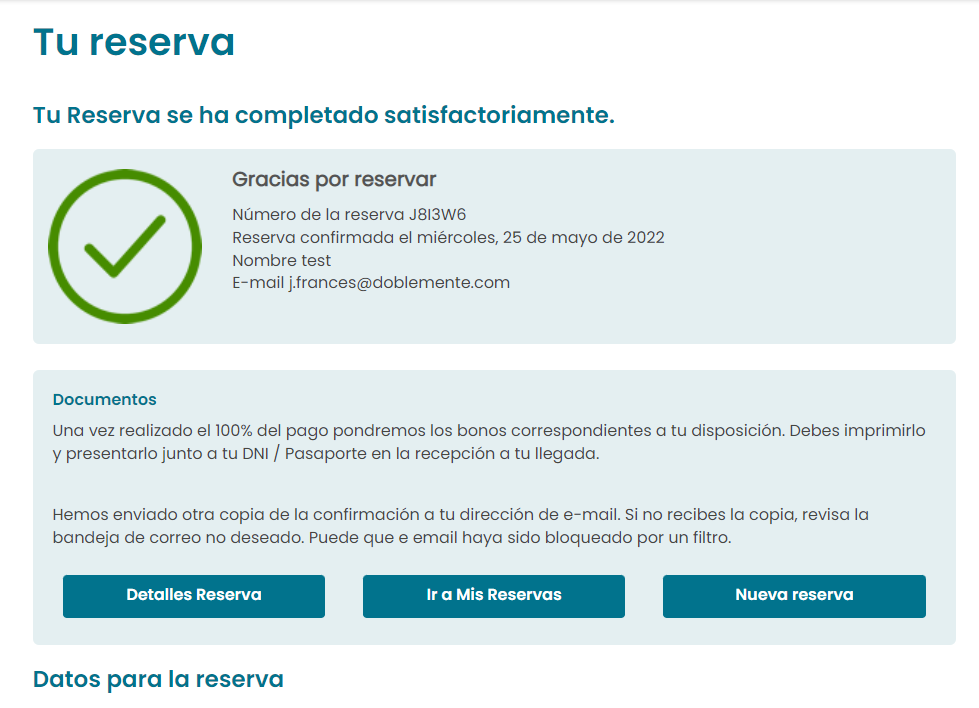 Tu reserva
Tu Reserva se ha completado satisfactoriamente.
Gracias por reservar
Número de la reserva J8I3W6
Reserva confirmada el miércoles, 25 de mayo de 2022
Nombre test
E-mail j.frances@doblemente.com
Documentos
Una vez realizado el 100% del pago pondremos los bonos correspondientes a tu disposición. Debes imprimirlo
y presentarlo junto a tu DNI / Pasaporte en la recepción a tu llegada.
Hemos enviado otra copia de la confirmación a tu dirección de e-mail. Si no recibes la copia, revisa la
bandeja de correo no deseado. Puede que e email haya sido bloqueado por un filtro.
Detalles Reserva
Ir a Mis Reservas
Nueva reserva
Datos para la reserva